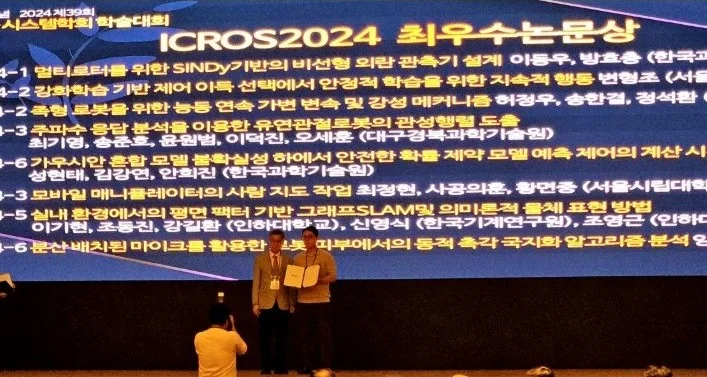 년 2024 제39회
시스템학회 학술대회
ICROS2024 최우수논문상
4-1 멀티로터를 위한 SINDy기반의 비선형 외란 관측기 설계 이동우, 방효충 (한국과
4-2 강화학습 기반 제어 이득 선택에서 안정적 학습을 위한 지속적 행동 변형조 (서울
4-2 족형 로봇을 위한 능동 연속 가변 변속 및 강성 메커니즘 허정우, 송한결, 정석환
4-3 주파수 응답 분석을 이용한 유연관절로봇의 관성행렬 도출
최기영, 송준호, 윤원범, 이덕진, 오세훈 (대구경북과학기술원)
4-6 가우시안 혼합 모델 불확실성 하에서 안전한 확률 제약 모델 예측 제어의 계산 시
성현태, 김강연, 안희진 (한국과학기술원)
4-3 모바일 매니퓰레이터의 사람 지도 작업 최정현, 사공의훈, 황면중 (서울시립대학
4-5 실내 환경에서의 평면 팩터 기반 그래프SLAM및 의미론적 물체 표현 방법
이기현, 조동진, 강길환 (인하대학교), 신영식 (한국기계연구원), 조영근 (인하대
4-6 분산 배치된 마이크를 활용한 피부에서의 동적 촉각 국지화 알고리즘 분석